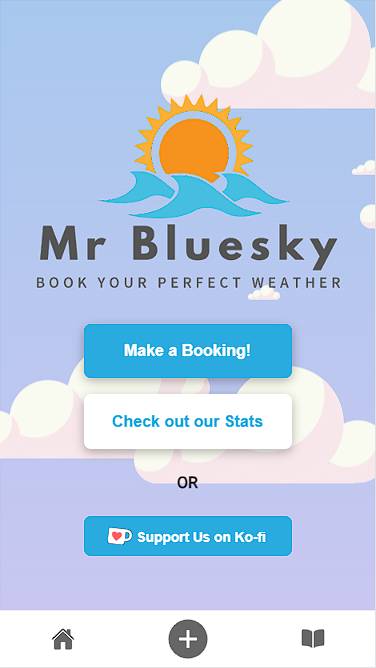 Mr Bluesky
BOOK YOUR PERFECT WEATHER
Make a Booking!
Check out our Stats
OR
Support Us on Ko-fi